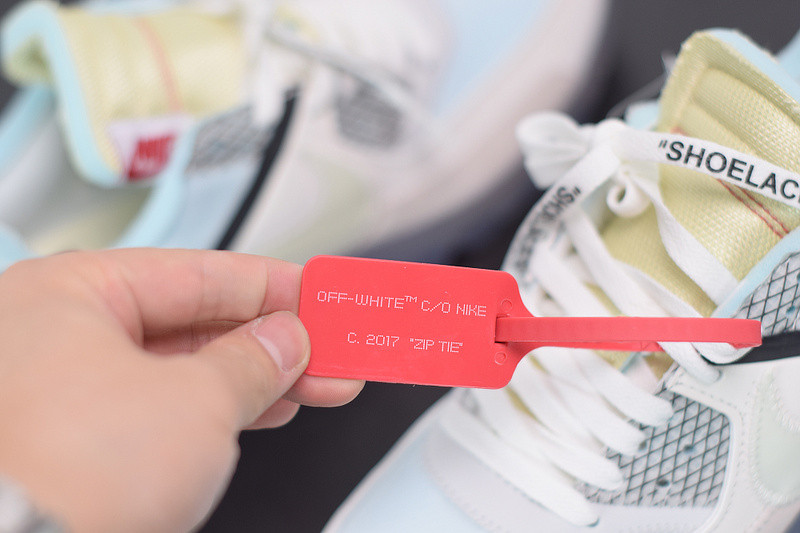 "SHOELAC
OFF-WHITE™ C/O NIKE
C. 2017 "ZIP TIE"